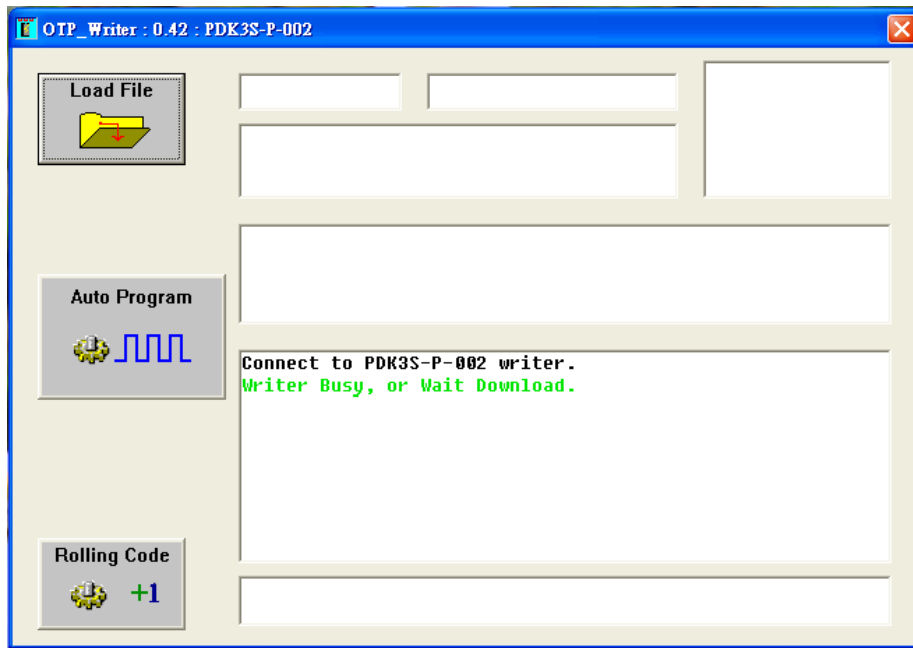 OTP_Writer : 0.42 : PDK3S-P-002
Load File
Auto Program
Connect to PDK3S-P-002 writer.
Writer Busy, or Wait Download.
Rolling Code
+1